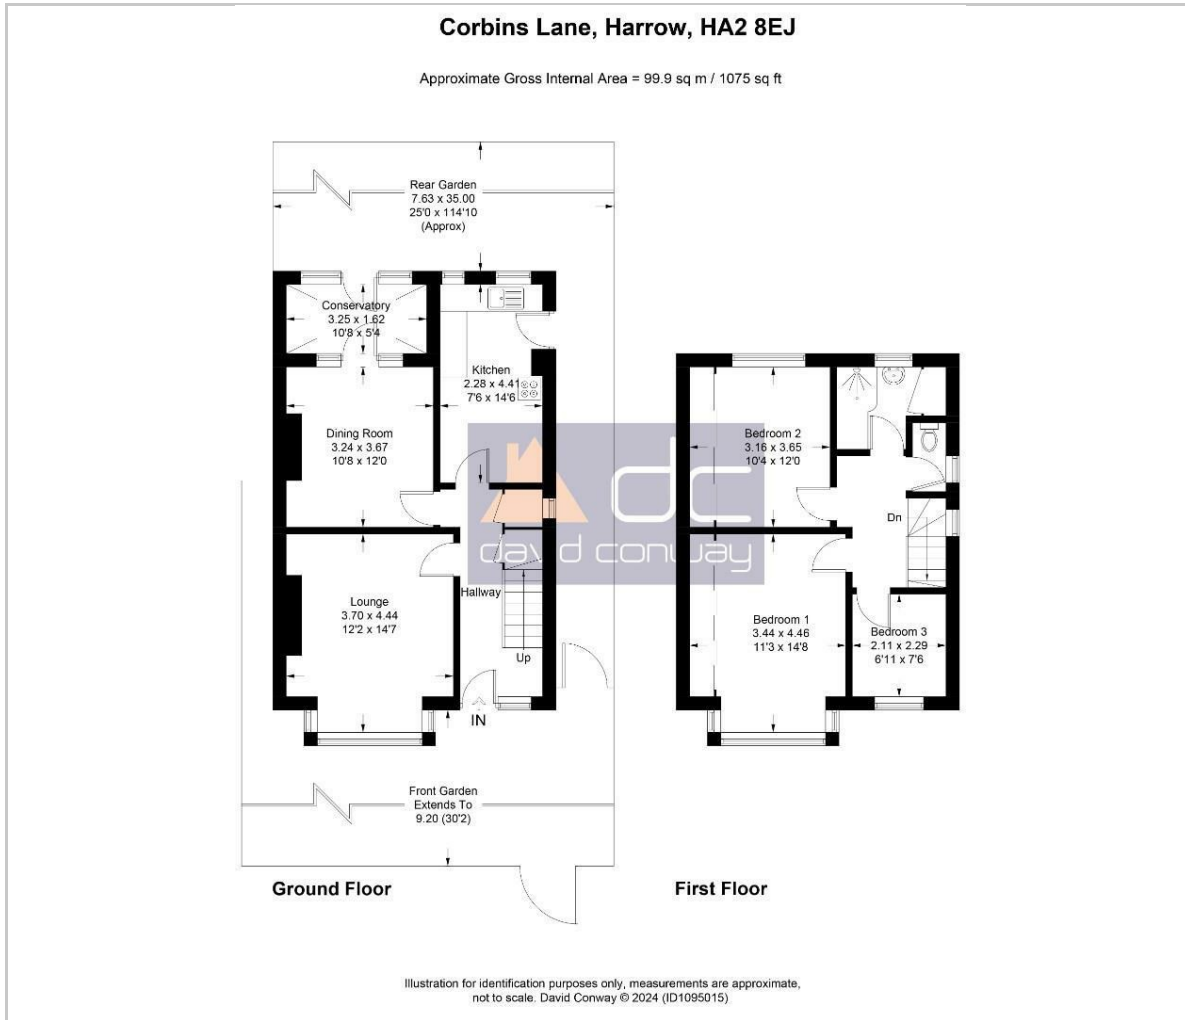 Corbins Lane, Harrow, HA2 8EJ
Approximate Gross Internal Area = 99.9 sq m / 1075 sq ft
Rear Garden
7.63 x 35.00
25'0 x 114'10
(Approx)
Conservatory
3.25 x 1.62
10'8 x 5'4
Kitchen
2.28 x 4.41
7'6 x 14'6
Dining Room
3.24 x 3.67
10'8 x 12'0
Lounge
3.70 x 4.44
12'2 x 14'7
Hallway
Up
IN
Front Garden
Extends To
9.20 (30'2)
Ground Floor
Bedroom 2
3.16 x 3.65
10'4 x 12'0
Dn
Bedroom 1
3.44 x 4.46
11'3 x 14'8
Bedroom 3
2.11 x 2.29
6'11 x 7'6
First Floor
dc
david conway
Illustration for identification purposes only, measurements are approximate,
not to scale. David Conway © 2024 (ID1095015)